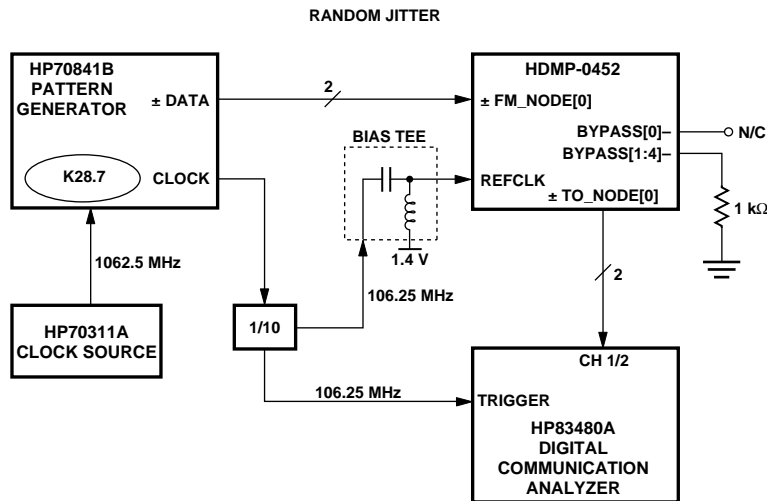 RANDOM JITTER
HP70841B
PATTERN
GENERATOR
± DATA
K28.7
CLOCK
2
HDMP-0452
± FM_NODE[0]
BYPASS[0]–
N/C
BYPASS[1:4]–
REFCLK
± TO_NODE[0]
1 kΩ
BIAS TEE
1.4 V
1062.5 MHz
106.25 MHz
2
HP70311A
CLOCK SOURCE
1/10
106.25 MHz
CH 1/2
TRIGGER
HP83480A
DIGITAL
COMMUNICATION
ANALYZER